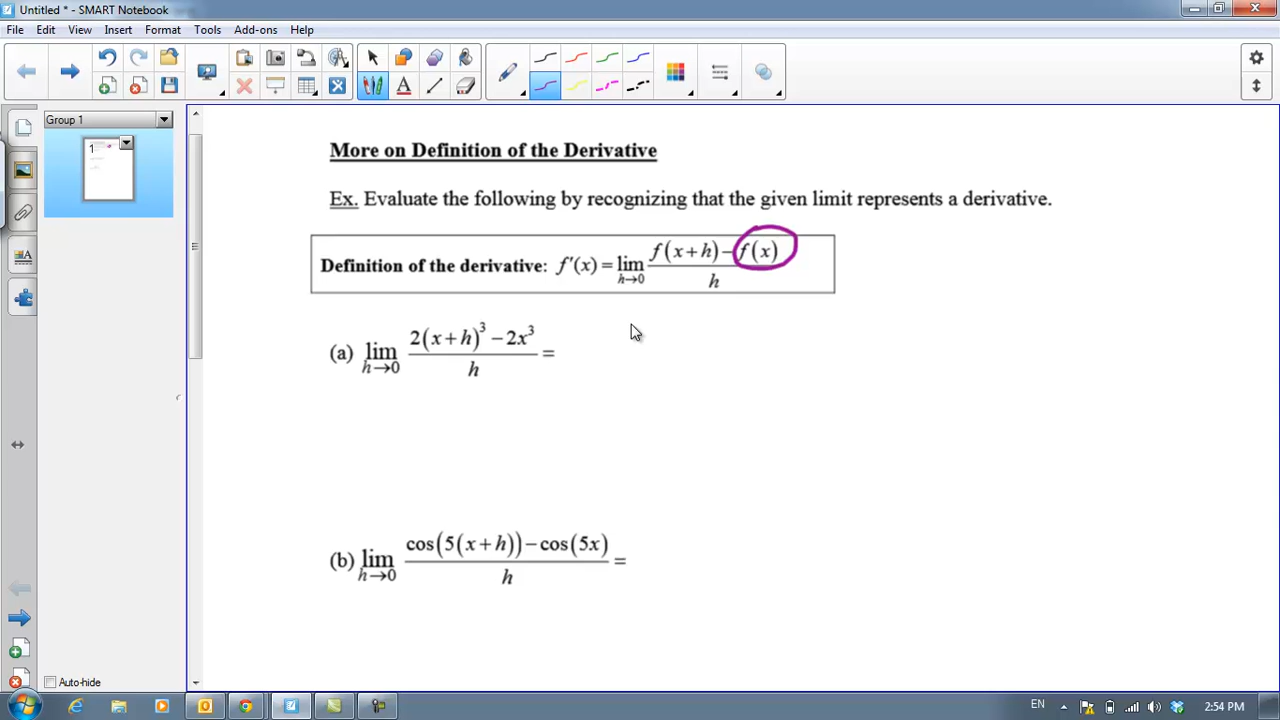 Untitled * - SMART Notebook
File Edit View Insert Format Tools Add-ons Help
Group 1
1
More on Definition of the Derivative
Ex. Evaluate the following by recognizing that the given limit represents a derivative.
Definition of the derivative: f′(x) = lim h→0 (f(x+h)−f(x))/h
(a) lim h→0 (2(x+h)³−2x³)/h =
(b) lim h→0 (cos(5(x+h))−cos(5x))/h =
Auto-hide
EN 2:54 PM